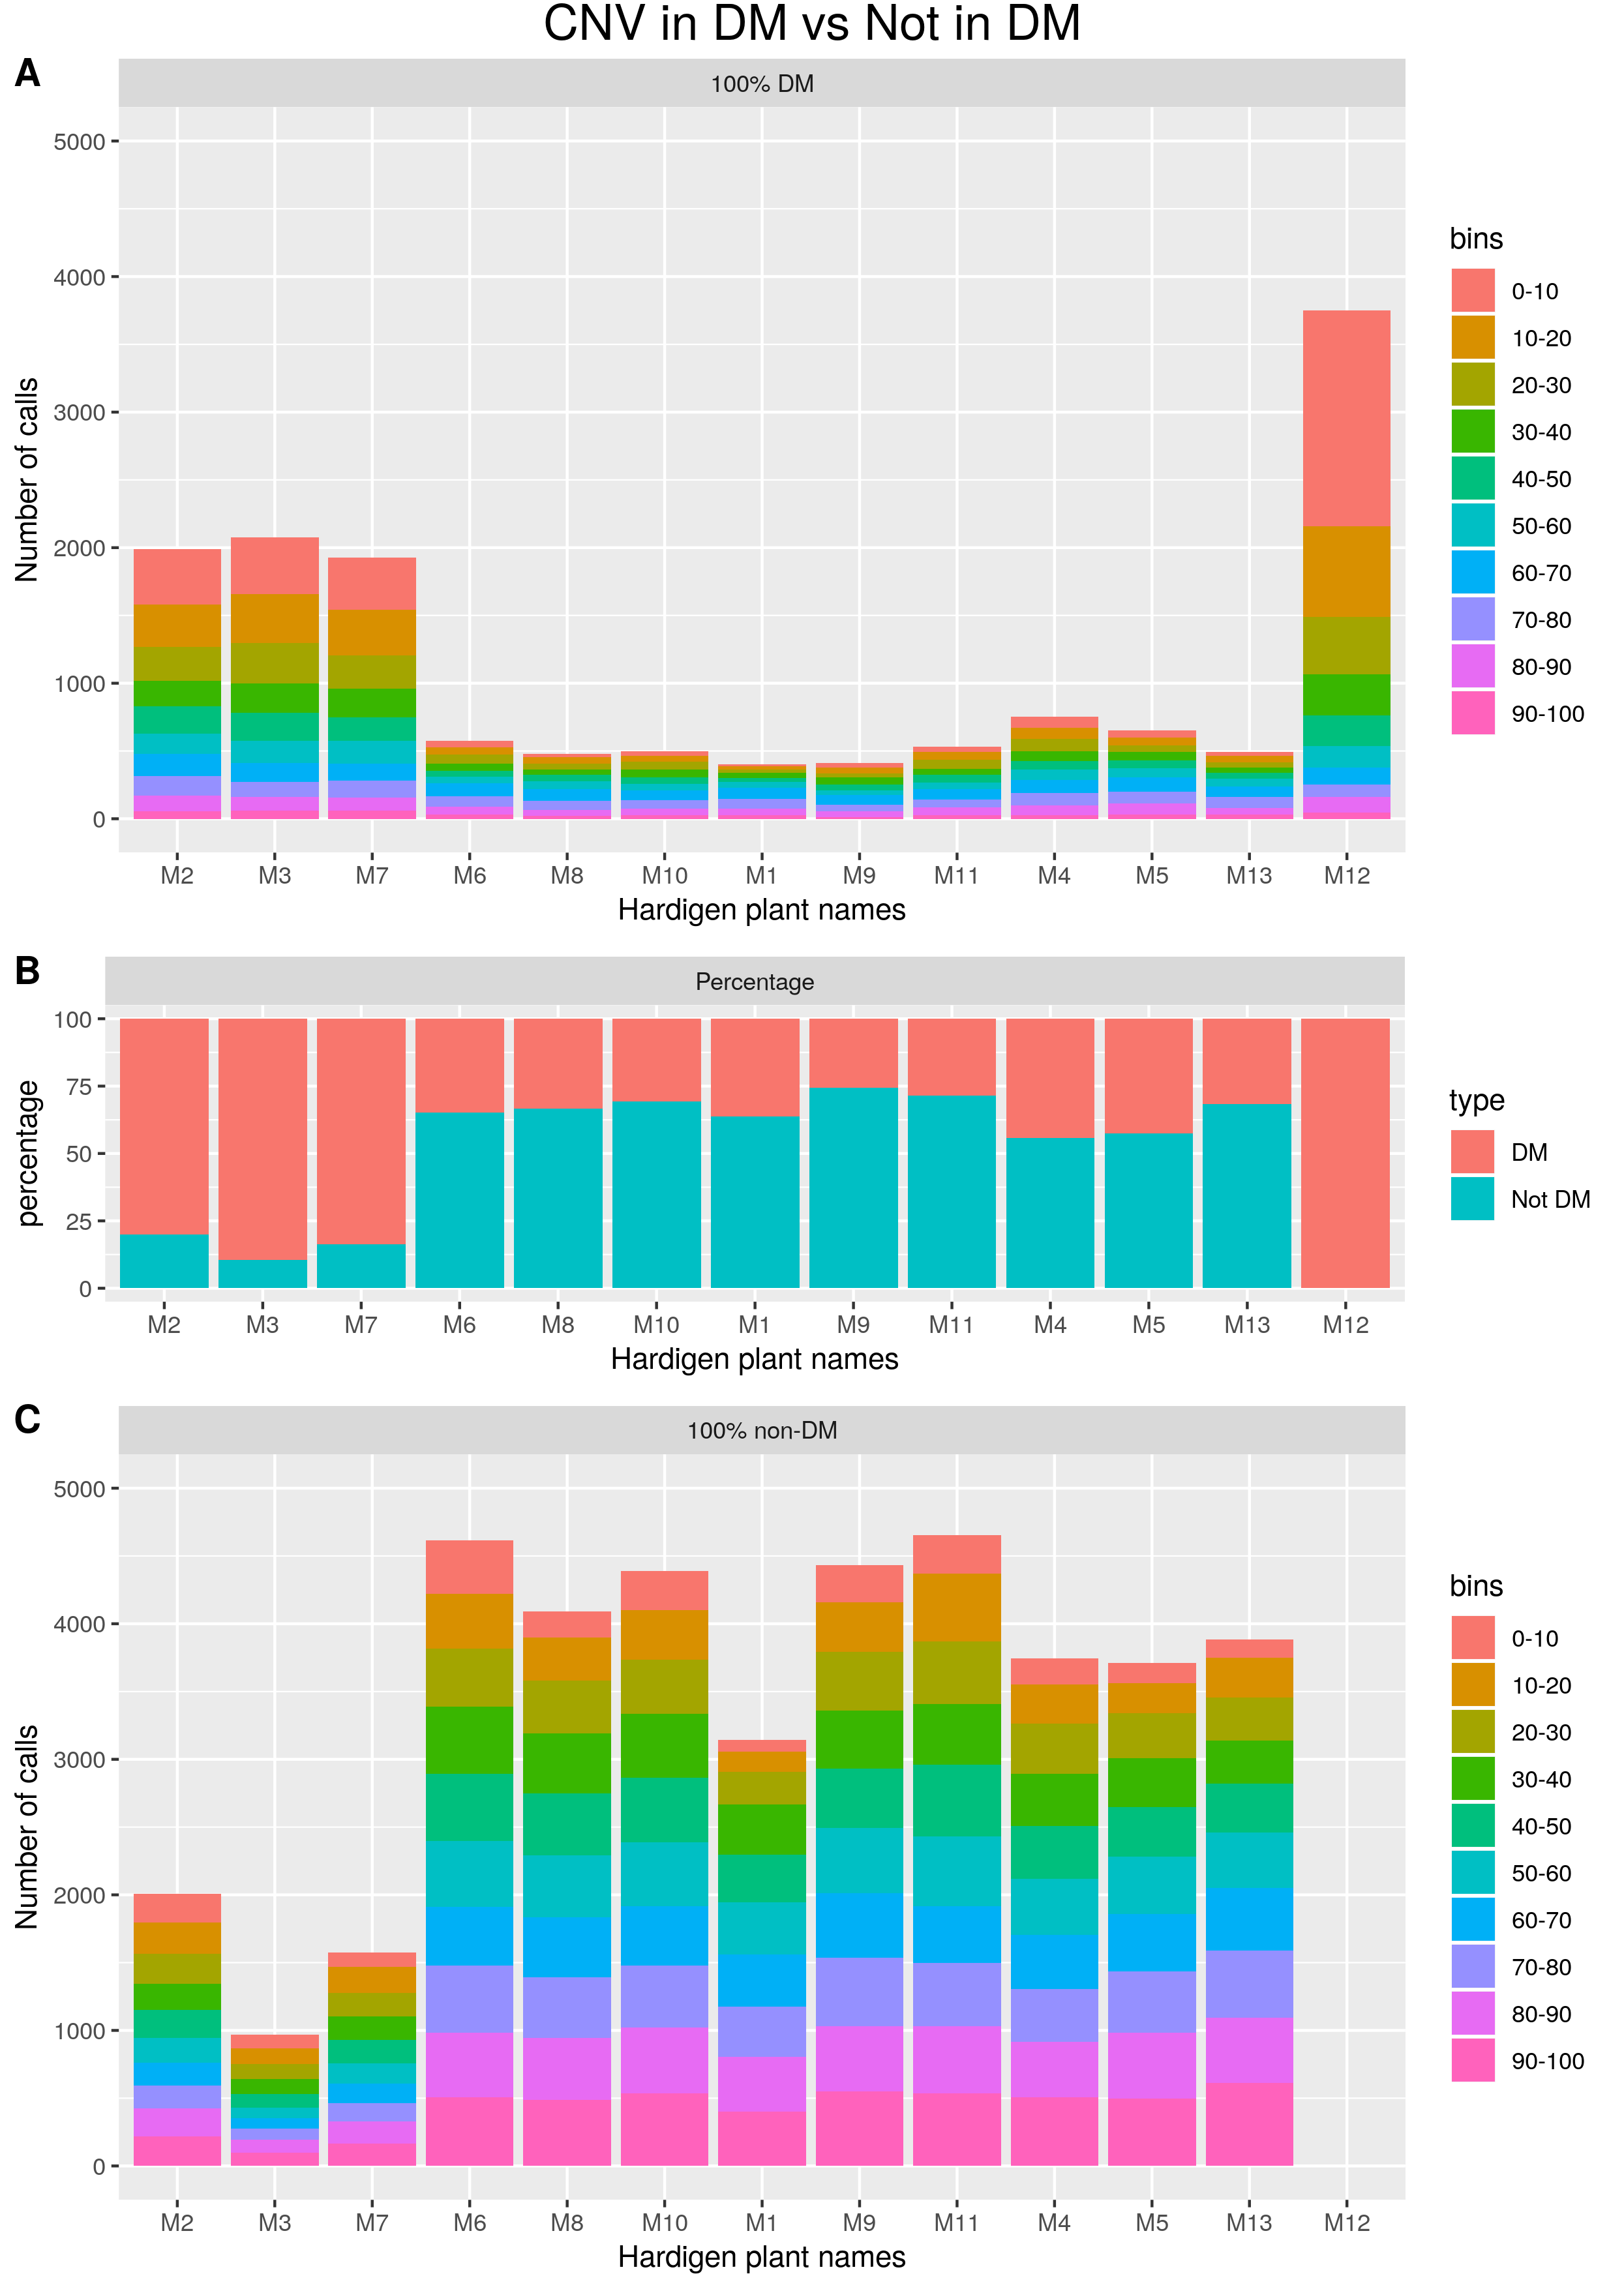 CNV in DM vs Not in DM
A
100% DM
Number of calls
5000
4000
3000
2000
1000
0
M2 M3 M7 M6 M8 M10 M1 M9 M11 M4 M5 M13 M12
Hardigen plant names
bins
0-10
10-20
20-30
30-40
40-50
50-60
60-70
70-80
80-90
90-100
B
Percentage
percentage
100
75
50
25
0
M2 M3 M7 M6 M8 M10 M1 M9 M11 M4 M5 M13 M12
Hardigen plant names
type
DM
Not DM
C
100% non-DM
Number of calls
5000
4000
3000
2000
1000
0
M2 M3 M7 M6 M8 M10 M1 M9 M11 M4 M5 M13 M12
Hardigen plant names
bins
0-10
10-20
20-30
30-40
40-50
50-60
60-70
70-80
80-90
90-100